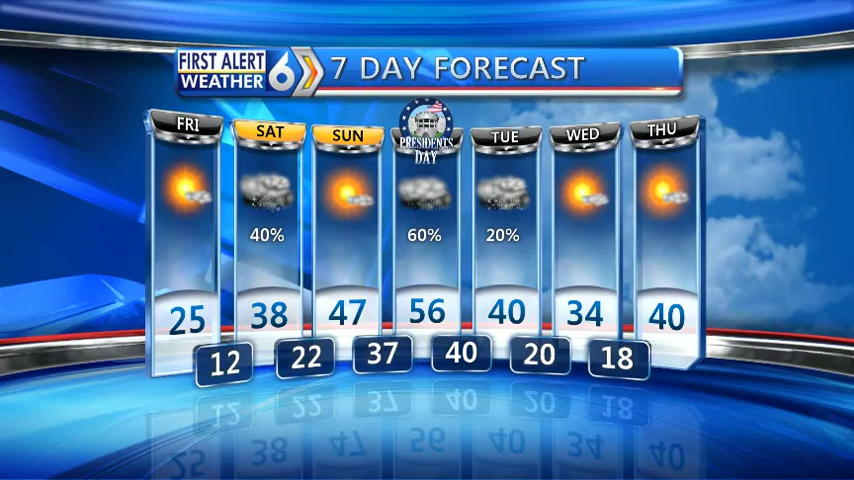 FIRST ALERT
WEATHER 6
7 DAY FORECAST
FRI
SAT
SUN
PRESIDENTS
DAY
TUE
WED
THU
40%
60%
20%
25
38
47
56
40
34
40
12
22
37
40
20
18